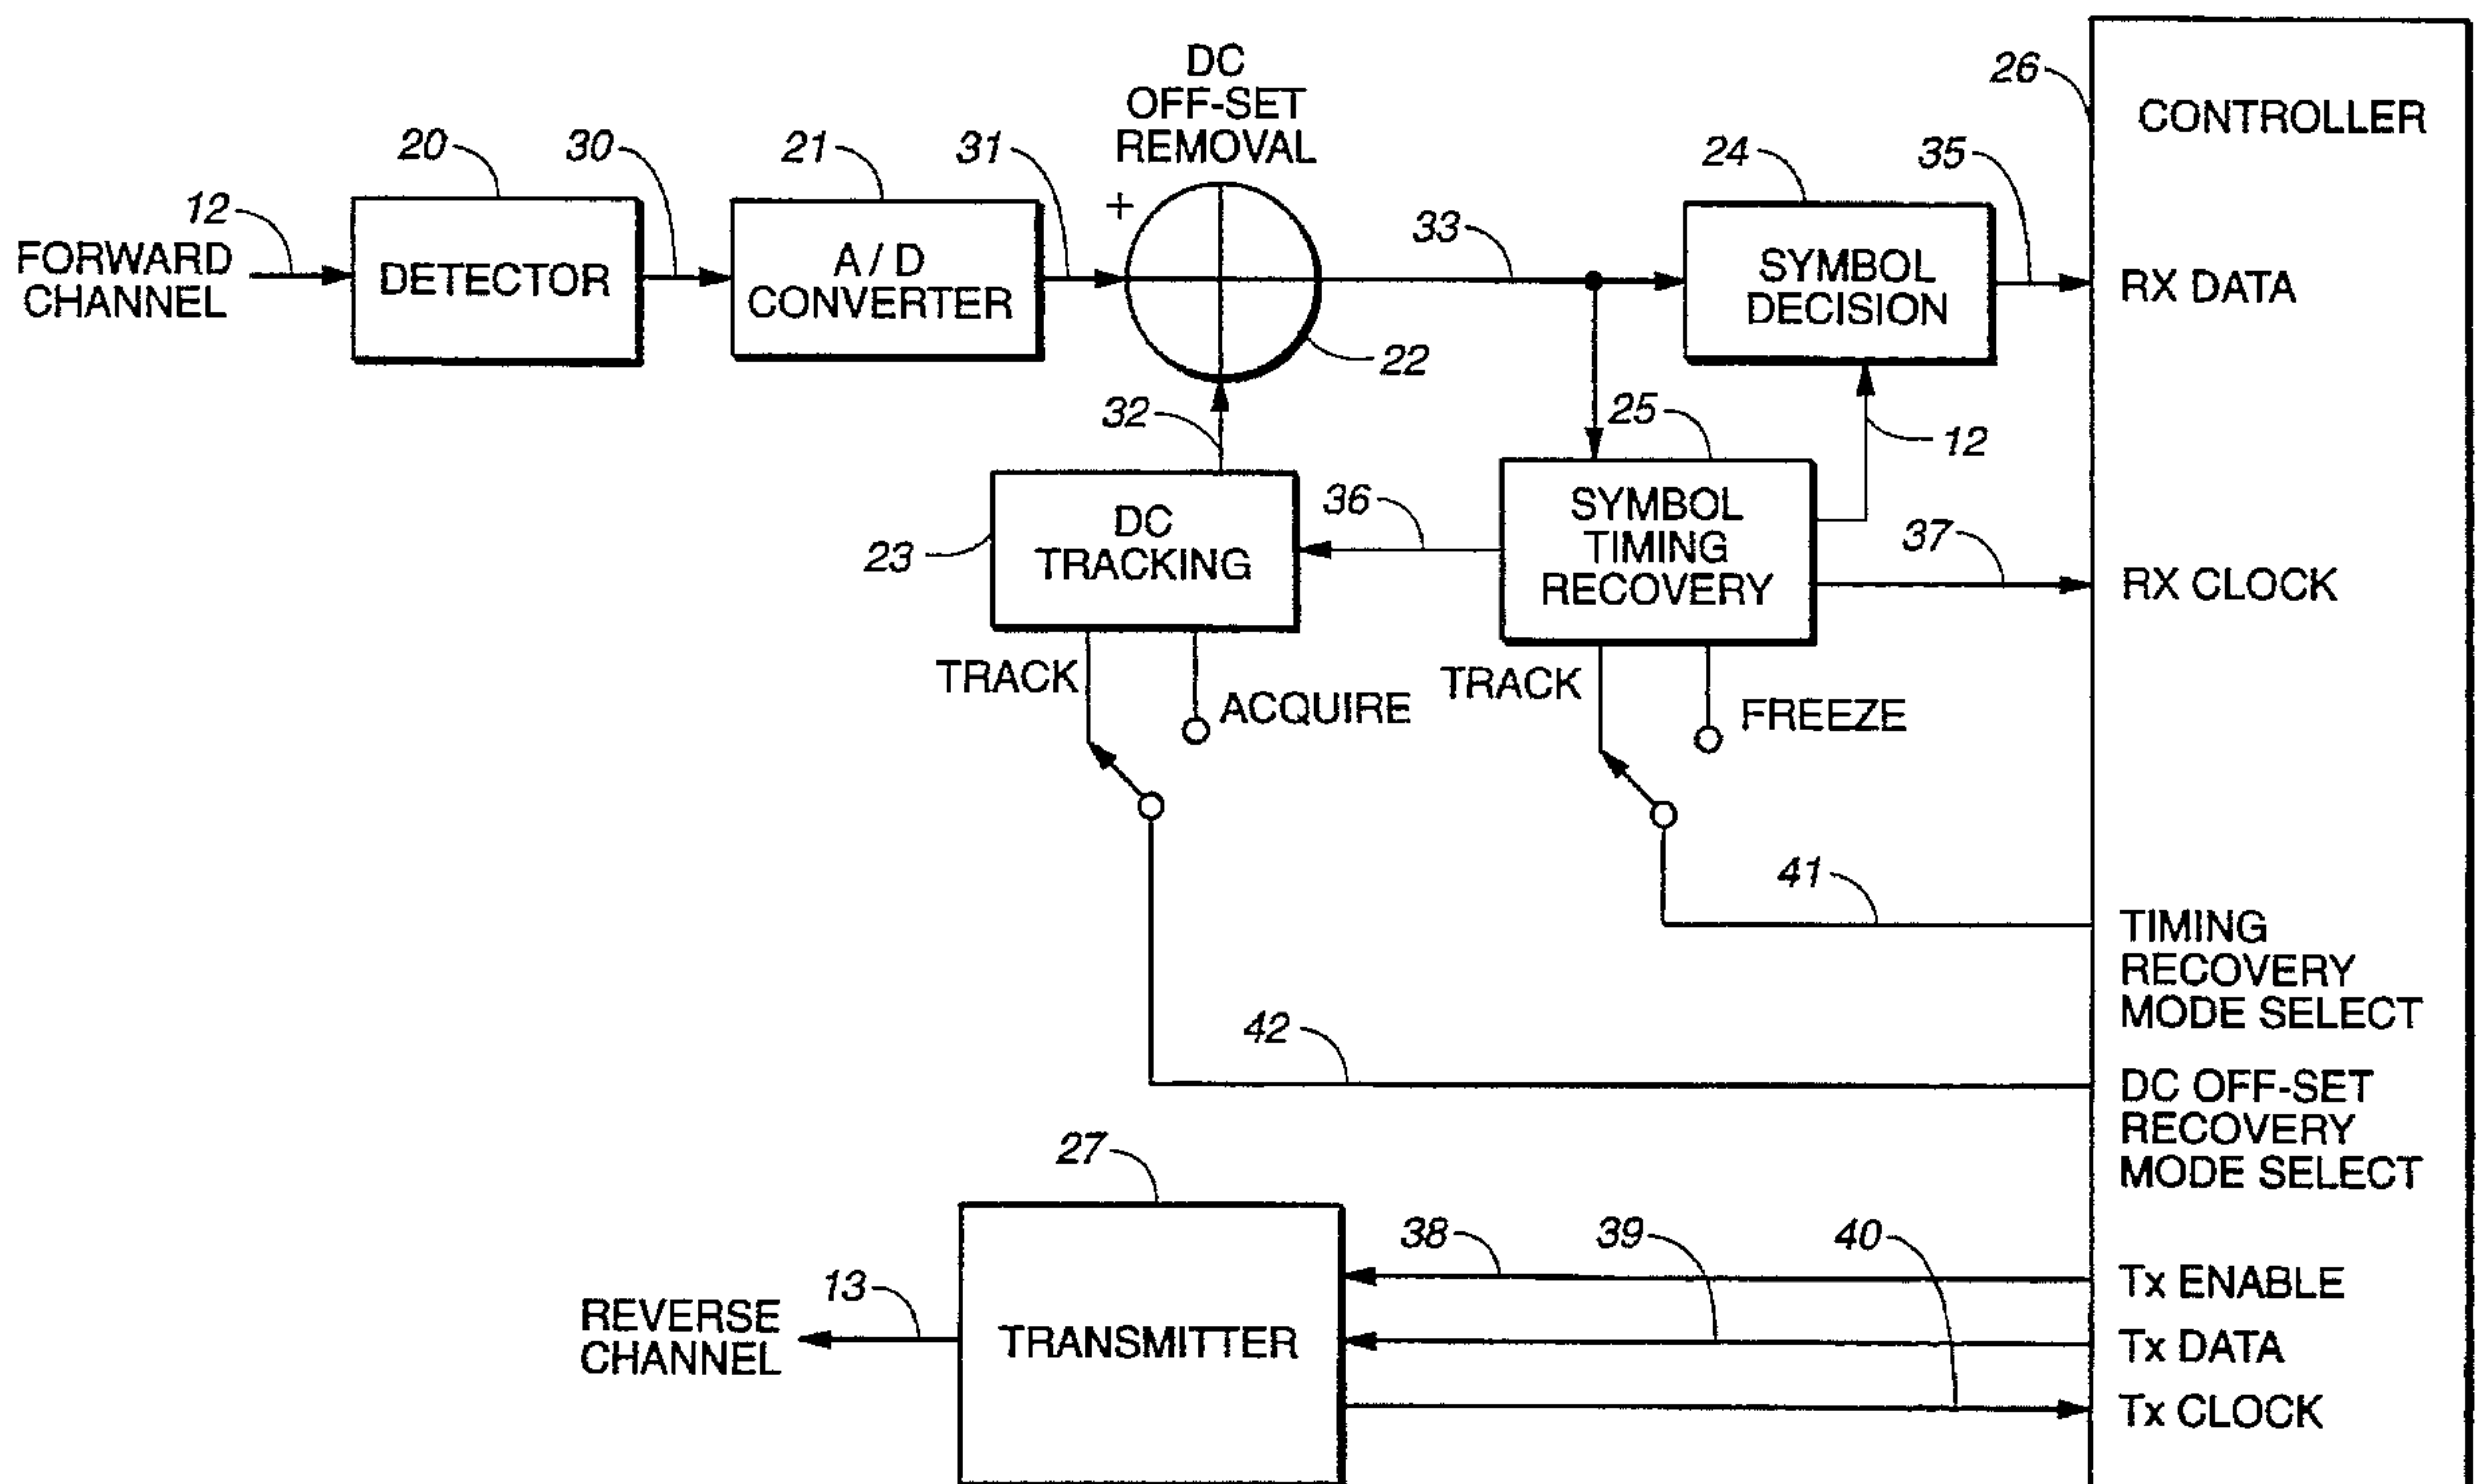 DC
OFF-SET
REMOVAL
26
CONTROLLER
20
30
21
31
24
35
12
+
FORWARD
CHANNEL
DETECTOR
A / D
CONVERTER
33
SYMBOL
DECISION
RX DATA
22
32
25
12
23
DC
TRACKING
36
SYMBOL
TIMING
RECOVERY
37
RX CLOCK
TRACK
ACQUIRE
TRACK
FREEZE
41
TIMING
RECOVERY
MODE SELECT
42
DC OFF-SET
RECOVERY
MODE SELECT
27
38
39
40
Tx ENABLE
13
REVERSE
CHANNEL
TRANSMITTER
Tx DATA
Tx CLOCK